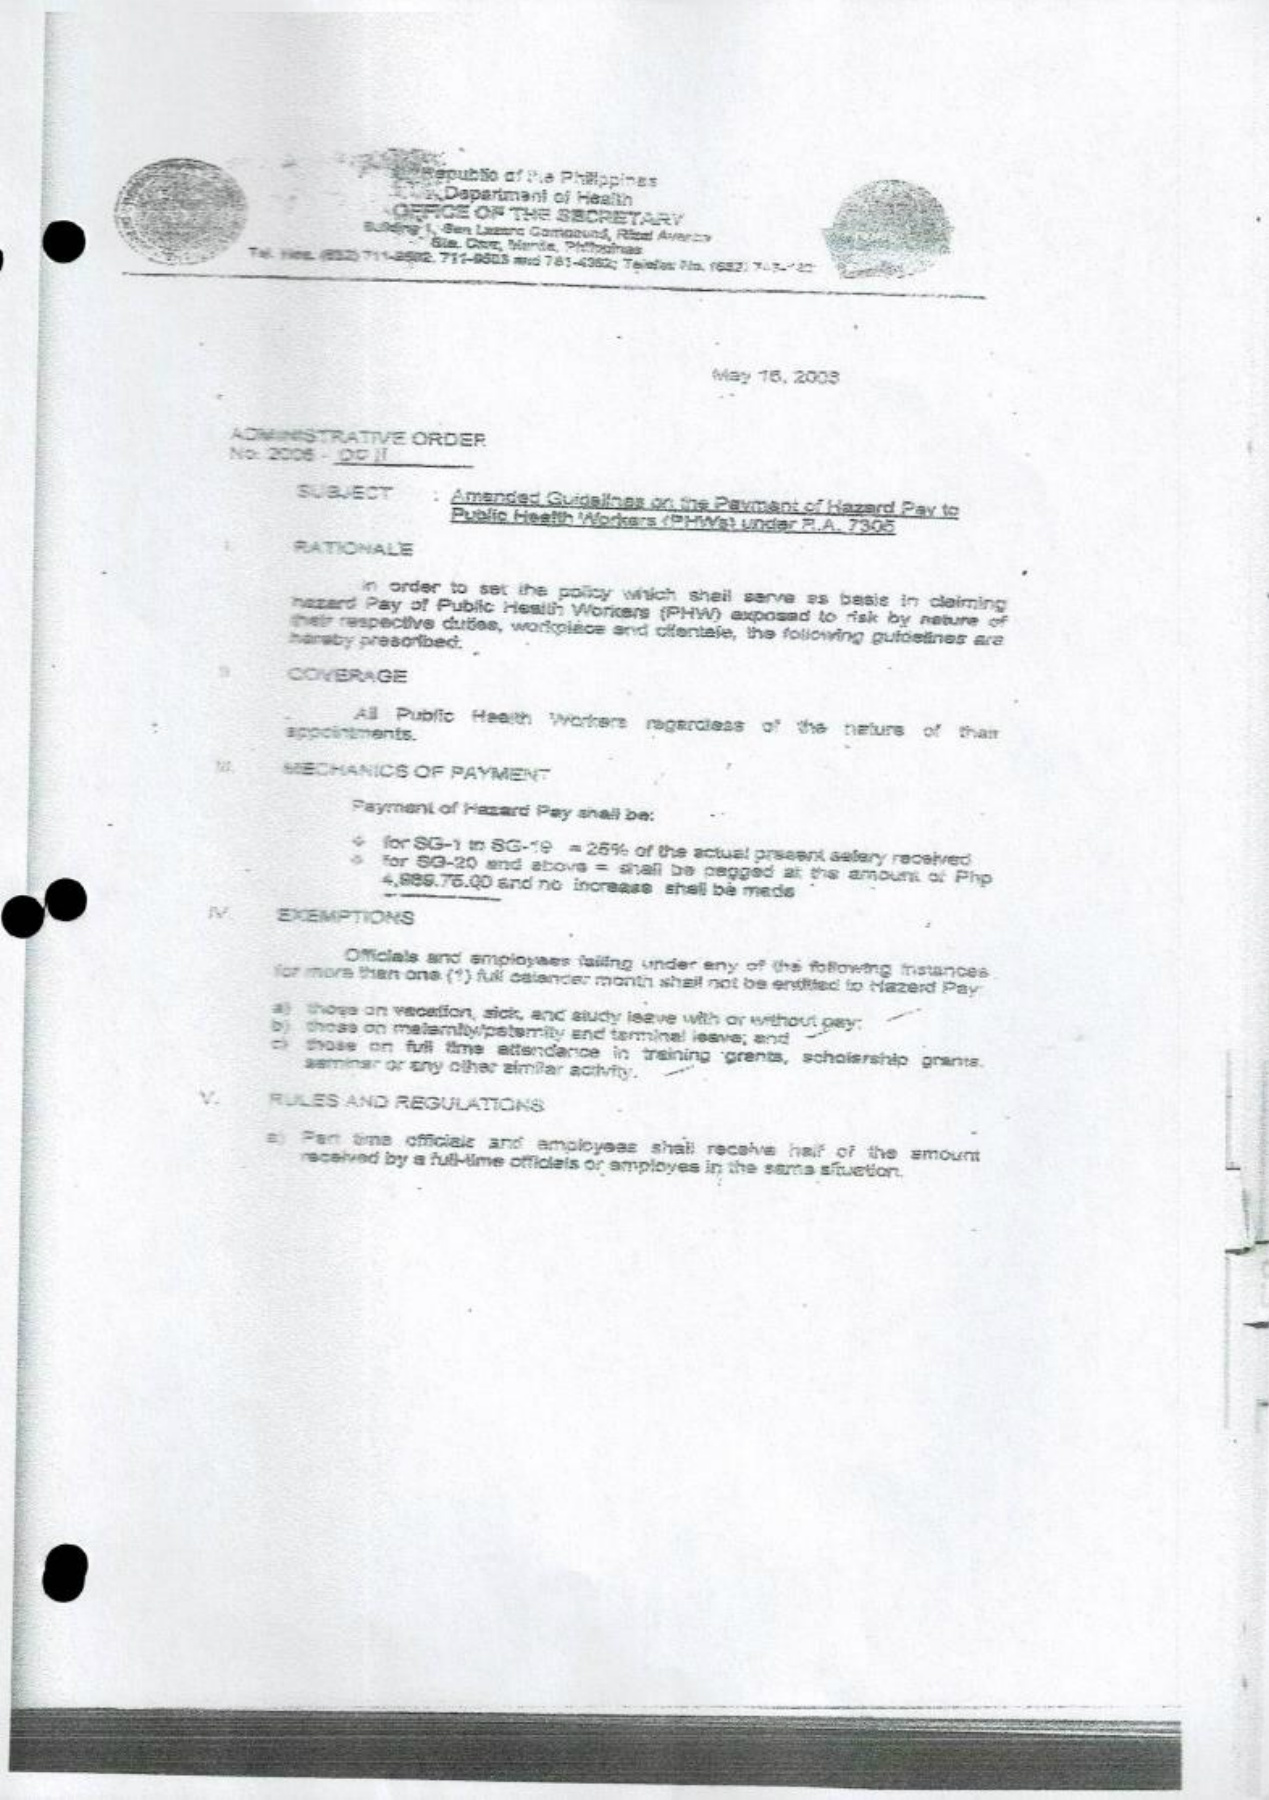 Republic of the Philippines
Department of Health
OFFICE OF THE SECRETARY
Building 1, San Lazaro Compound, Rizal Avenue
Sta. Cruz, Manila, Philippines
Tel. Nos. (632) 711-9502, 711-9503 and 781-4362; Telefax No. (632)
May 16,
ADMINISTRATIVE ORDER
No:
SUBJECT : Amended Guidelines on the Payment of Hazard Pay to
Public Health Workers (PHWs) under R.A. 7305
I. RATIONALE
In order to set the policy which shall serve as basis in claiming
hazard Pay of Public Health Workers (PHW) exposed to risk by nature of
their respective duties, workplace and clientele, the following guidelines are
hereby prescribed:
II. COVERAGE
All Public Health Workers regardless of the nature of their
appointments.
III. MECHANICS OF PAYMENT
Payment of Hazard Pay shall be:
for SG-1 to SG-19 = 25% of the actual present salary received
for SG-20 and above = shall be pegged at the amount of Php
and no increase shall be made
IV. EXEMPTIONS
Officials and employees falling under any of the following instances
for more than one (1) full calendar month shall not be entitled to Hazard Pay:
a) those on vacation, sick, and study leave with or without pay;
b) those on maternity/paternity and terminal leave; and
c) those on full time attendance in training grants, scholarship grants,
seminar or any other similar activity.
V. RULES AND REGULATIONS
a) Part time officials and employees shall receive half of the amount
received by a full-time officials or employes in the same situation.